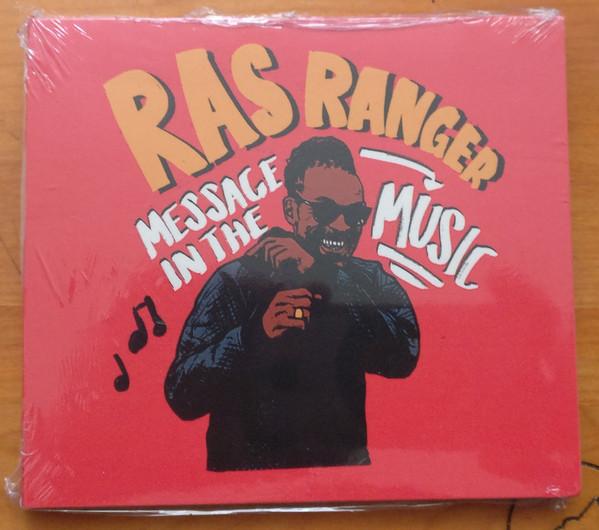 RAS RANGER
MESSAGE
IN THE
MUSIC